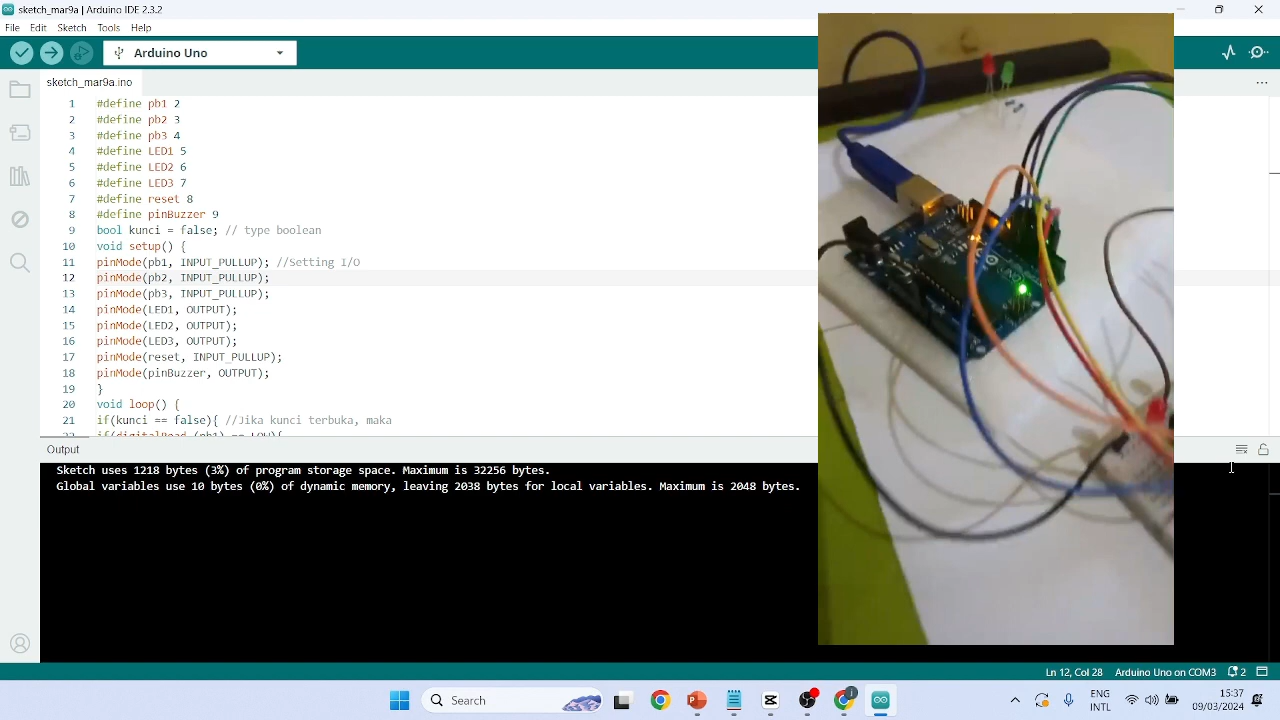 sketch_mar9a | Arduino IDE 2.3.2
File Edit Sketch Tools Help
Arduino Uno
sketch_mar9a.ino
1 #define pb1 2
2 #define pb2 3
3 #define pb3 4
4 #define LED1 5
5 #define LED2 6
6 #define LED3 7
7 #define reset 8
8 #define pinBuzzer 9
9 bool kunci = false; // type boolean
10 void setup() {
11 pinMode(pb1, INPUT_PULLUP); //Setting I/O
12 pinMode(pb2, INPUT_PULLUP);
13 pinMode(pb3, INPUT_PULLUP);
14 pinMode(LED1, OUTPUT);
15 pinMode(LED2, OUTPUT);
16 pinMode(LED3, OUTPUT);
17 pinMode(reset, INPUT_PULLUP);
18 pinMode(pinBuzzer, OUTPUT);
19 }
20 void loop() {
21 if(kunci == false){ //Jika kunci terbuka, maka
22 if(digitalRead (pb1) == LOW){
Output
Sketch uses 1218 bytes (3%) of program storage space. Maximum is 32256 bytes.
Global variables use 10 bytes (0%) of dynamic memory, leaving 2038 bytes for local variables. Maximum is 2048 bytes.
Ln 12, Col 28 Arduino Uno on COM3 2
Search
ENG
INTL
15:37
09/03/2024